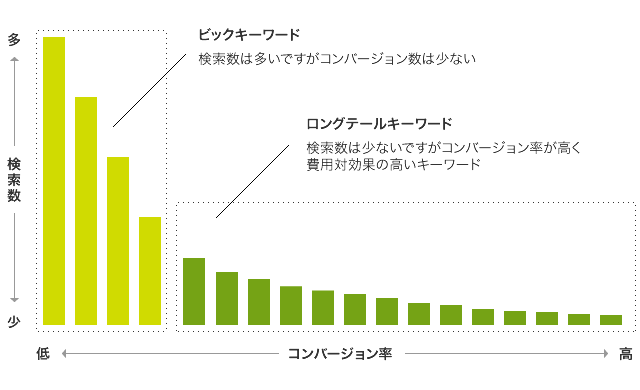 多
ビックキーワード
検索数は多いですがコンバージョン数は少ない
ロングテールキーワード
検索数は少ないですがコンバージョン率が高く
費用対効果の高いキーワード
検索数
少
低
コンバージョン率
高